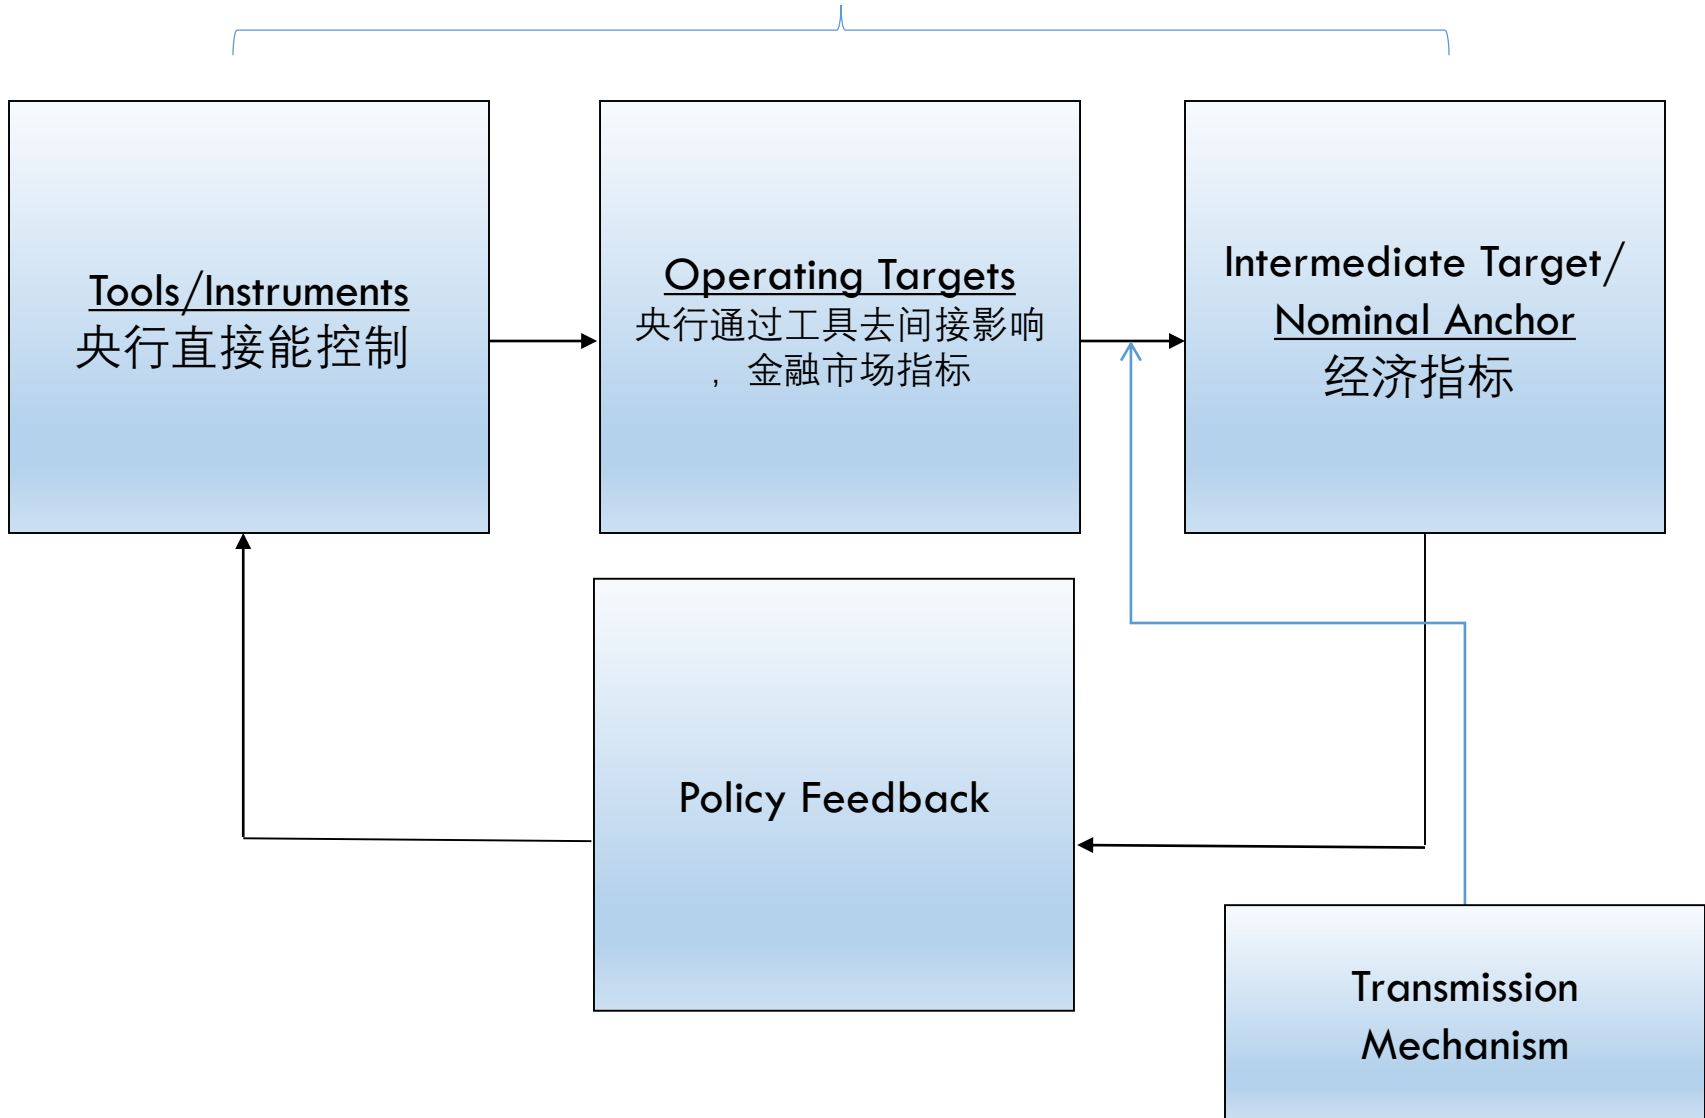 Tools/Instruments
央行直接能控制
Operating Targets
央行通过工具去间接影响
，金融市场指标
Intermediate Target/
Nominal Anchor
经济指标
Policy Feedback
Transmission
Mechanism